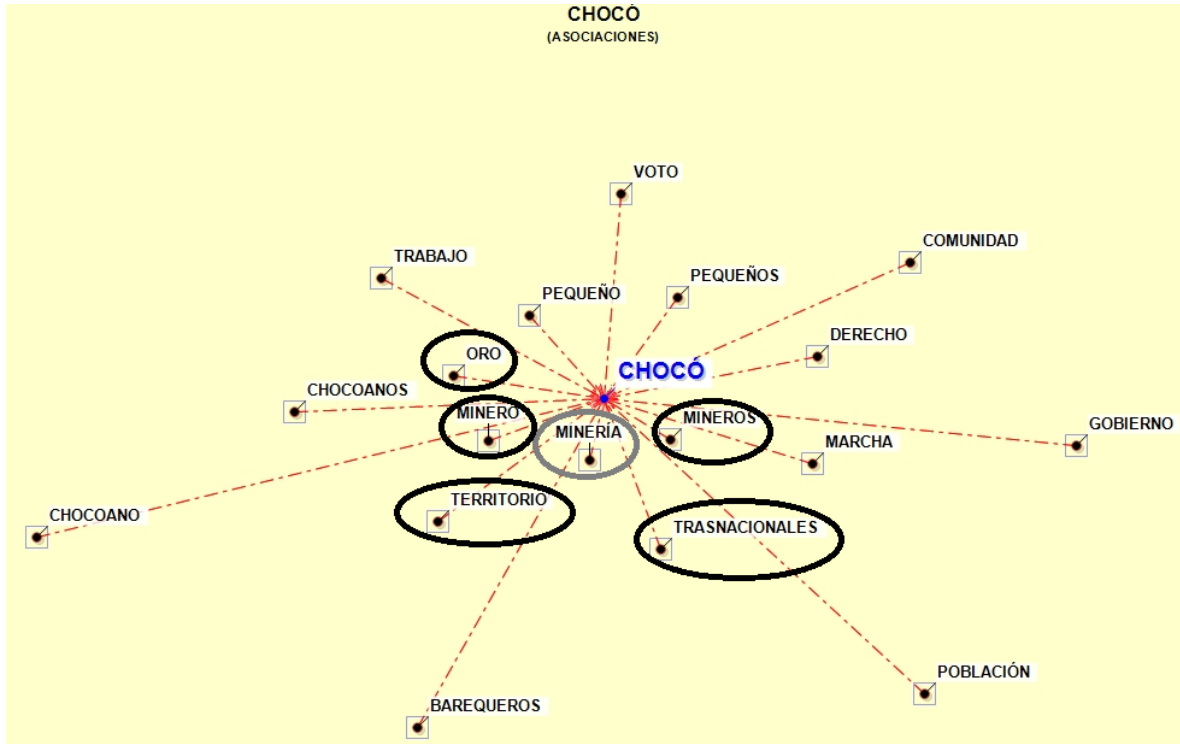 CHOCÓ
(ASOCIACIONES)
VOTO
COMUNIDAD
TRABAJO
PEQUEÑOS
PEQUEÑO
DERECHO
ORO
CHOCÓ
CHOCOANOS
MINERO
MINEROS
MINERÍA
GOBIERNO
MARCHA
TERRITORIO
CHOCOANO
TRASNACIONALES
POBLACIÓN
BAREQUEROS